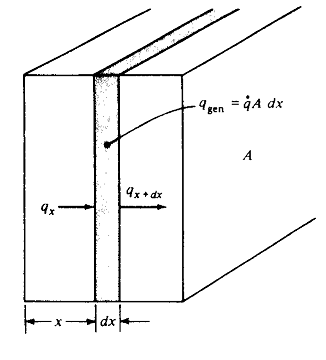 q_gen = q̇A dx
A
q_x
q_x + dx
x
dx